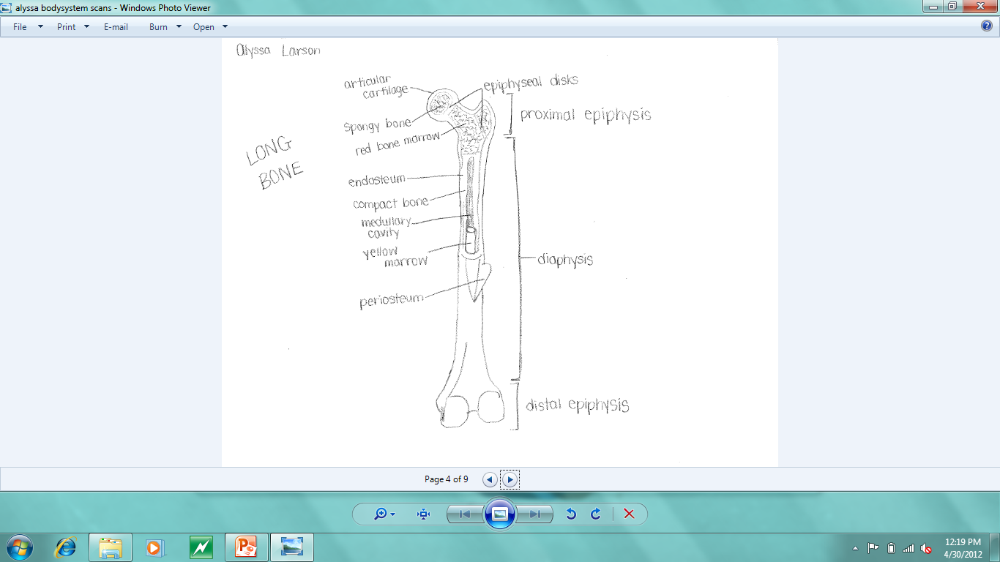 alyssa bodysystem scans - Windows Photo Viewer
File Print E-mail Burn Open
Alyssa Larson
articular
cartilage
epiphyseal disks
proximal epiphysis
spongy bone
red bone marrow
LONG
BONE
endosteum
compact bone
medullary
cavity
yellow
marrow
diaphysis
periosteum
distal epiphysis
Page 4 of 9
12:19 PM
4/30/2012